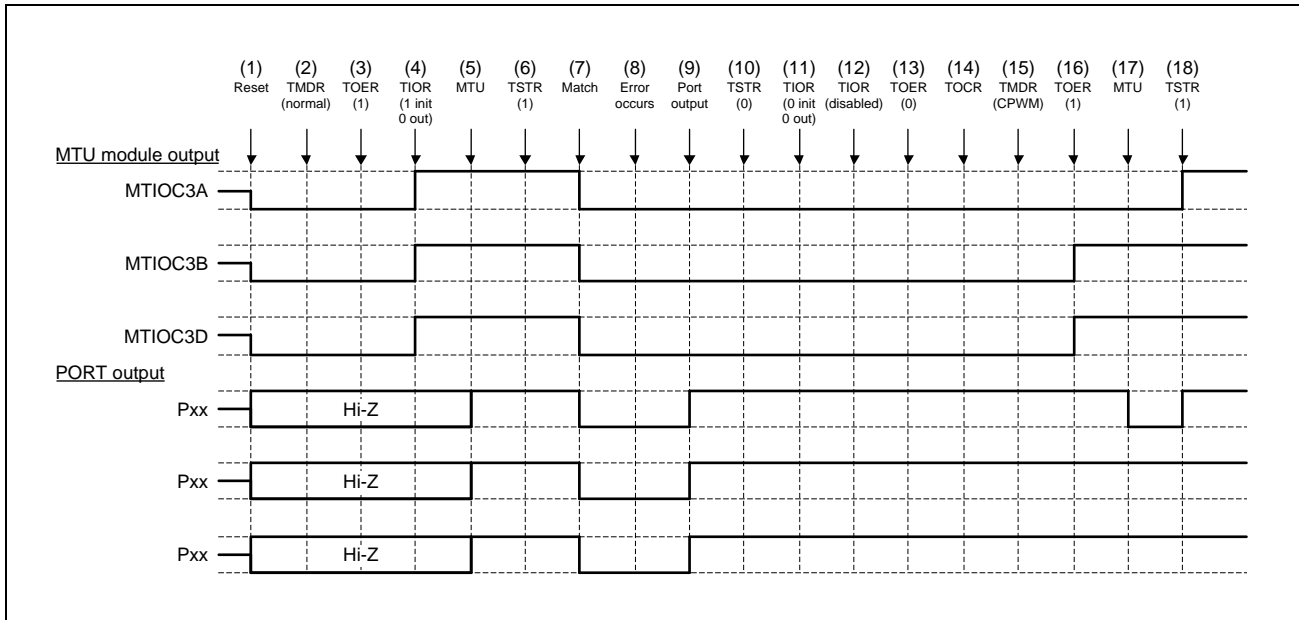 (1) (2) (3) (4) (5) (6) (7) (8) (9) (10) (11) (12) (13) (14) (15) (16) (17) (18)
Reset TMDR TOER TIOR MTU TSTR Match Error Port TSTR TIOR TIOR TOER TOCR TMDR TOER MTU TSTR
(normal) (1) (1 init (1) occurs output (0) (0 init (disabled) (0) (CPWM) (1) (1)
0 out) 0 out)
MTU module output
MTIOC3A
MTIOC3B
MTIOC3D
PORT output
Pxx Hi-Z
Pxx Hi-Z
Pxx Hi-Z